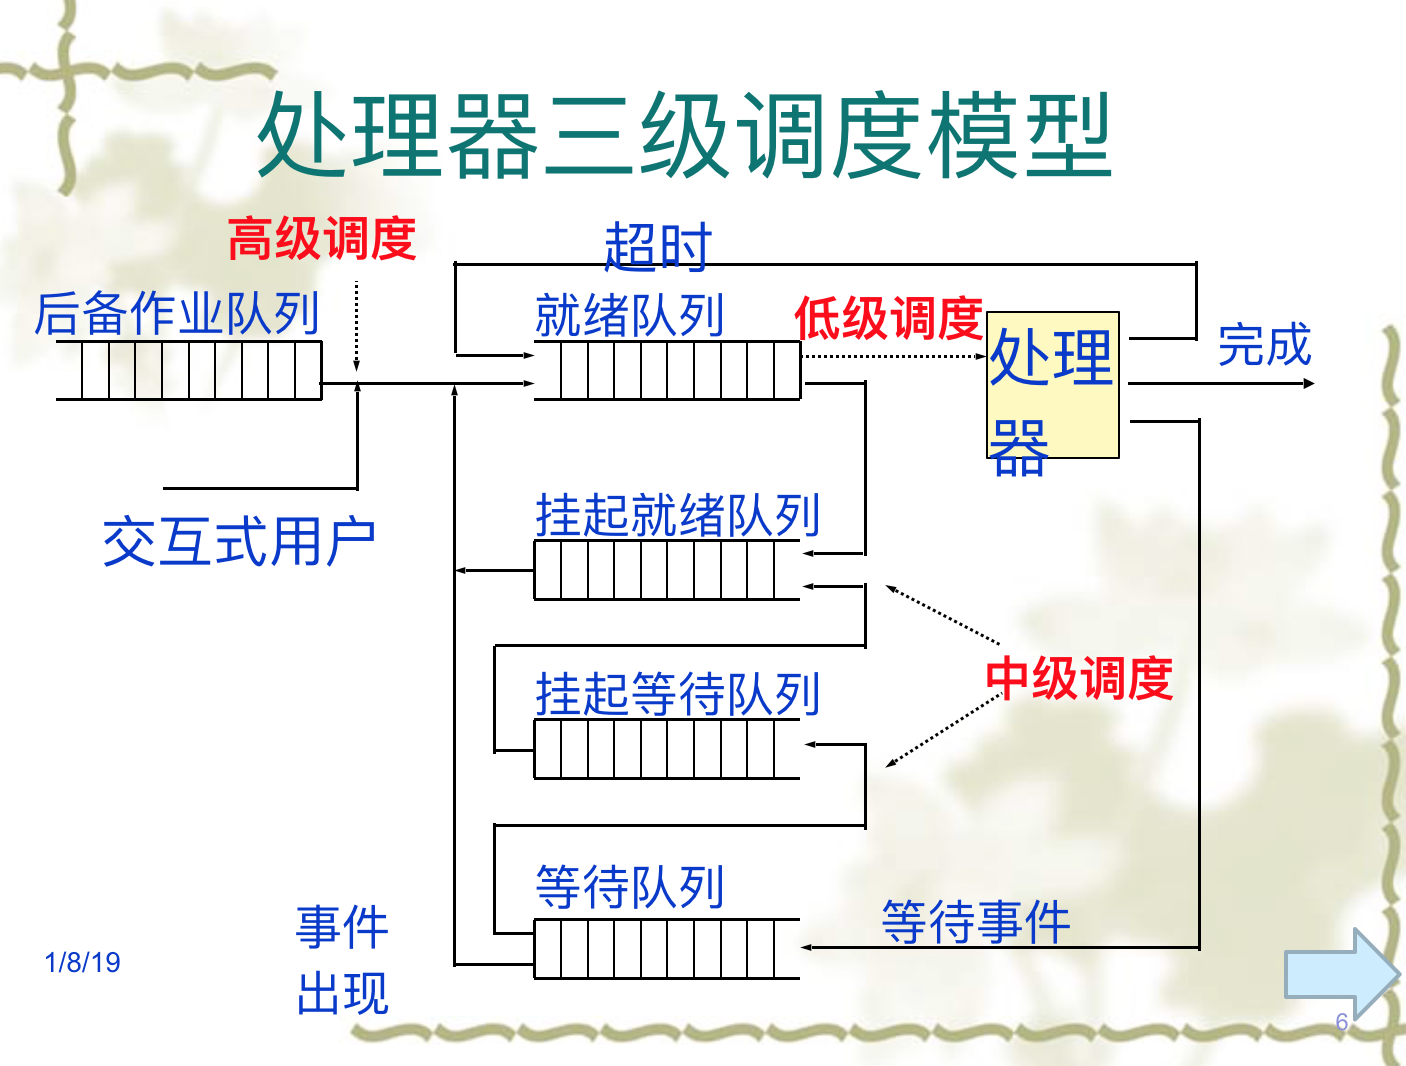 处理器三级调度模型
高级调度
超时
后备作业队列
就绪队列
低级调度
处理
器
完成
挂起就绪队列
交互式用户
中级调度
挂起等待队列
等待队列
等待事件
事件
出现
1/8/19
6